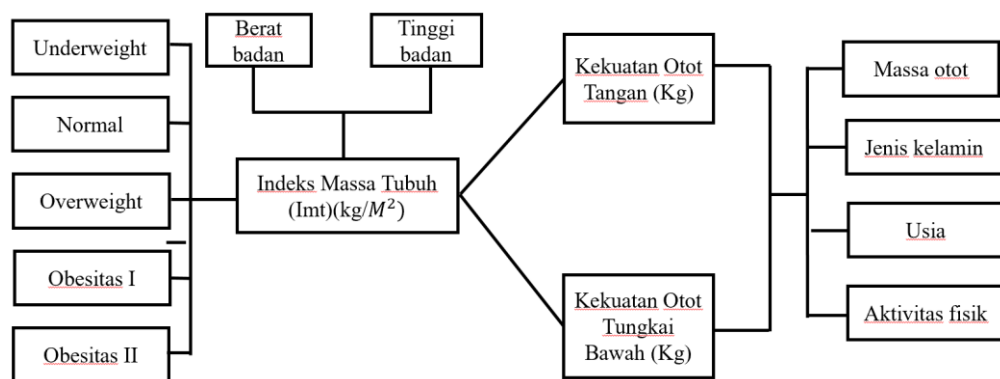 Underweight
Normal
Overweight
Obesitas I
Obesitas II
Berat
badan
Tinggi
badan
Indeks Massa Tubuh
(Imt)(kg/M²)
Kekuatan Otot
Tangan (Kg)
Kekuatan Otot
Tungkai
Bawah (Kg)
Massa otot
Jenis kelamin
Usia
Aktivitas fisik